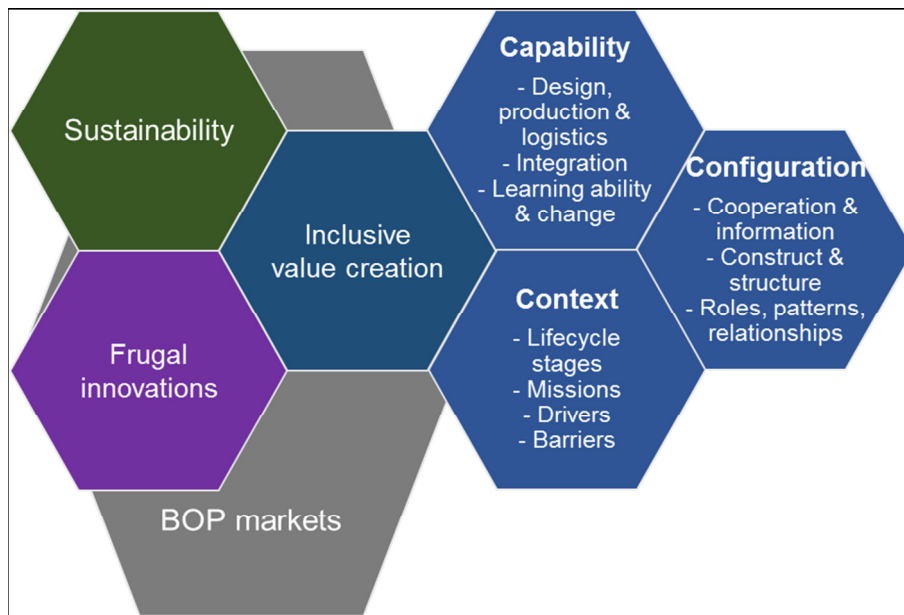 Sustainability
Frugal
innovations
Inclusive
value creation
BOP markets
Capability
- Design,
production &
logistics
- Integration
- Learning ability
& change
Context
- Lifecycle
stages
- Missions
- Drivers
- Barriers
Configuration
- Cooperation &
information
- Construct &
structure
- Roles, patterns,
relationships